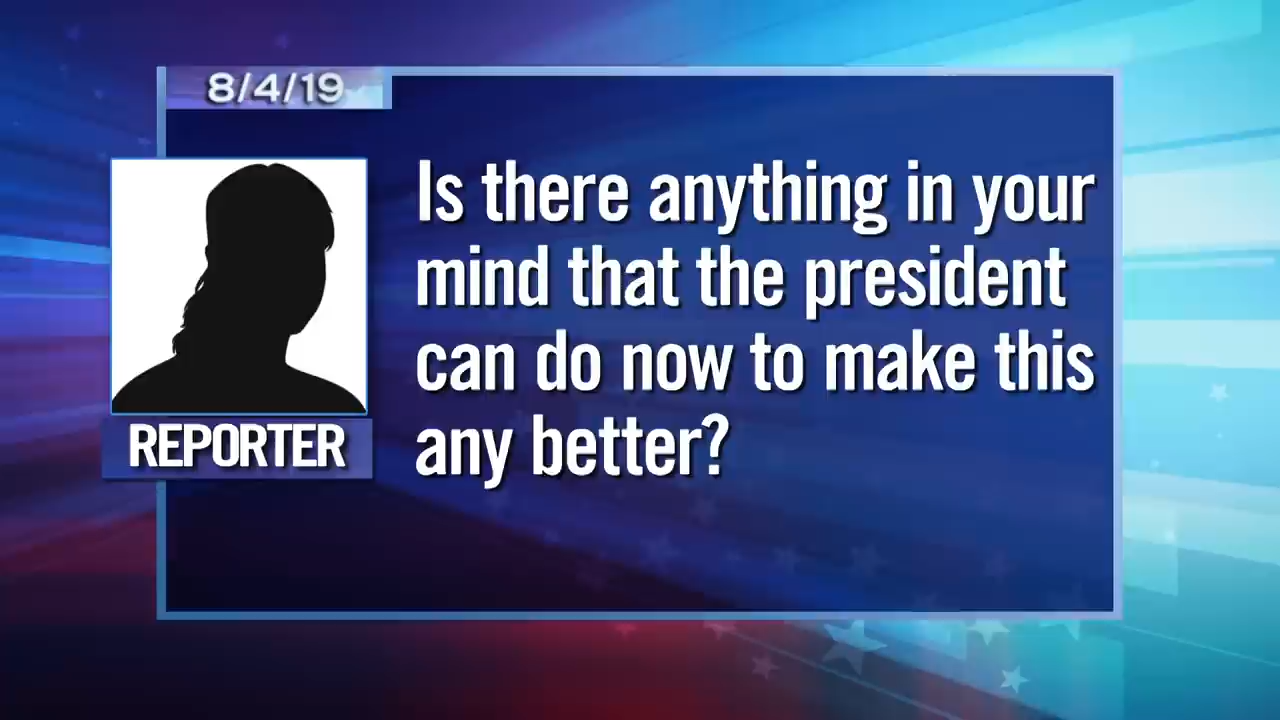 8/4/19
Is there anything in your
mind that the president
can do now to make this
any better?
REPORTER